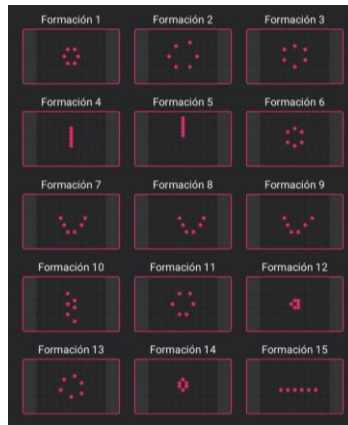 Formación 1
Formación 2
Formación 3
Formación 4
Formación 5
Formación 6
Formación 7
Formación 8
Formación 9
Formación 10
Formación 11
Formación 12
Formación 13
Formación 14
Formación 15